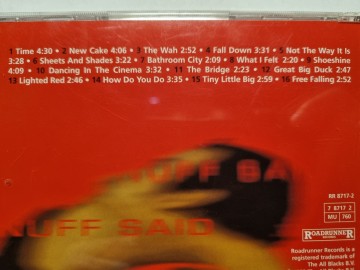 1 Time 4:30 • 2 New Cake 4:06 • 3 The Wah 2:52 • 4 Fall Down 3:31 • 5 Not The Way It Is
3:28 • 6 Sheets And Shades 3:22 • 7 Bathroom City 2:09 • 8 What I Felt 2:20 • 9 Shoeshine
4:09 • 10 Dancing In The Cinema 3:32 • 11 The Bridge 2:23 • 12 Great Big Duck 2:47
13 Lighted Red 2:46 • 14 How Do You Do 3:35 • 15 Tiny Little Big 2:59 • 16 Free Falling 2:52
NUFF SA
NUFF SAID
RR 8717-2
7 8717 2
MU 760
ROADRUNNER
RECORDS
Roadrunner Records is a
registered trademark of
The All Blacks B.V.